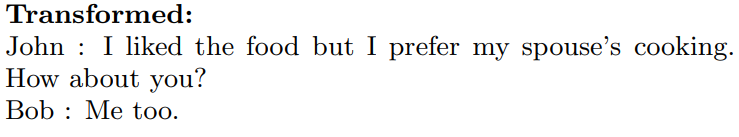 Transformed:
John : I liked the food but I prefer my spouse's cooking.
How about you?
Bob : Me too.